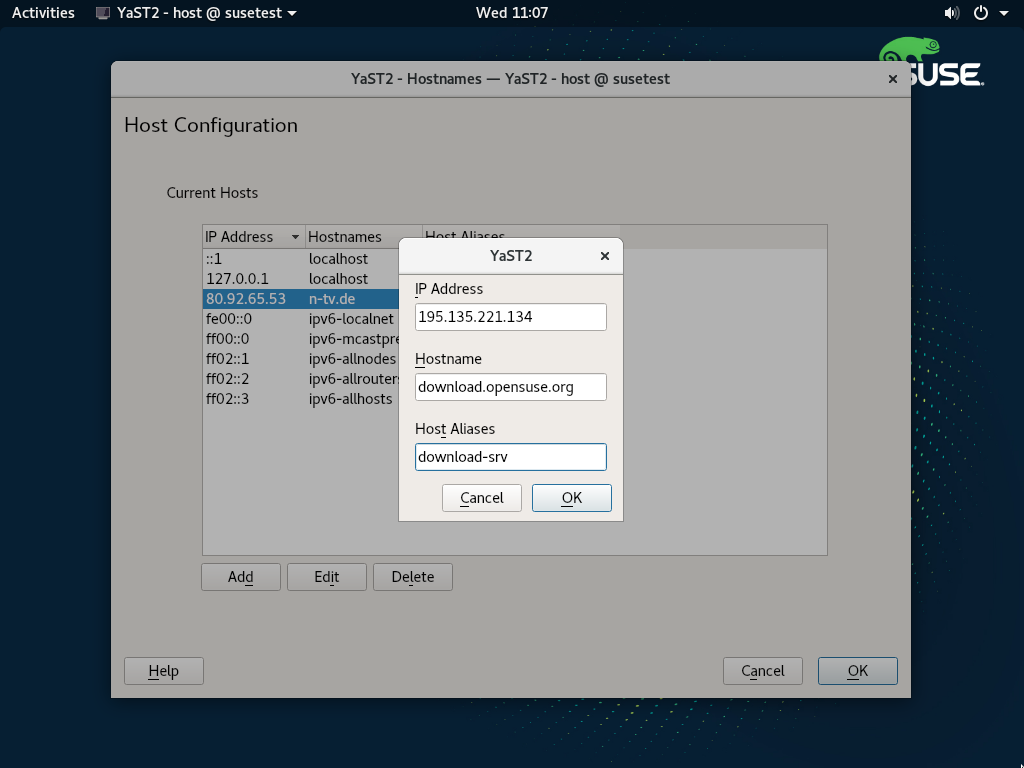 Activities YaST2 - host @ susetest Wed 11:07
SUSE
YaST2 - Hostnames — YaST2 - host @ susetest
Host Configuration
Current Hosts
IP Address Hostnames Host Aliases
::1 localhost
127.0.0.1 localhost
80.92.65.53 n-tv.de
fe00::0 ipv6-localnet
ff00::0 ipv6-mcastpre
ff02::1 ipv6-allnodes
ff02::2 ipv6-allrouters
ff02::3 ipv6-allhosts
YaST2
IP Address
195.135.221.134
Hostname
download.opensuse.org
Host Aliases
download-srv
Cancel OK
Add Edit Delete
Help Cancel OK